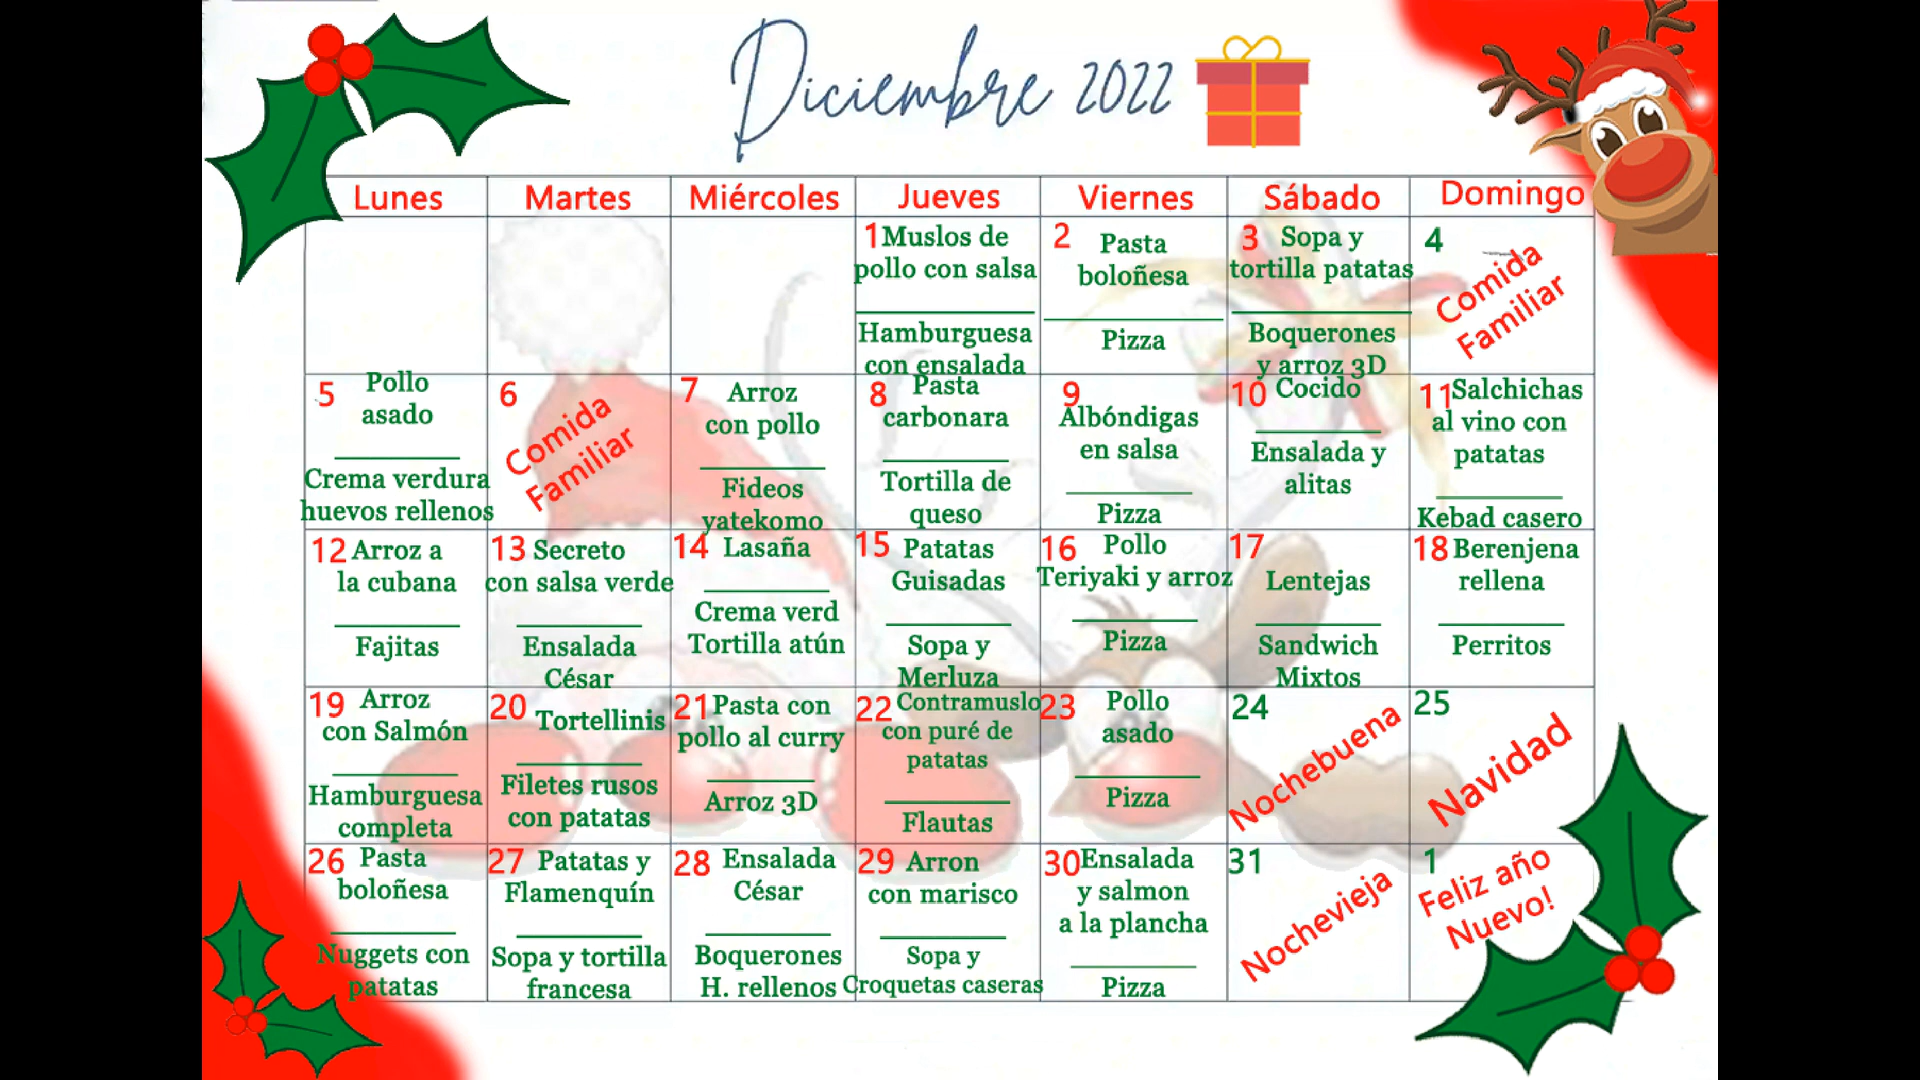 Diciembre 2022
Lunes Martes Miércoles Jueves Viernes Sábado Domingo
1 Muslos de
pollo con salsa
Hamburguesa
con ensalada
2 Pasta
boloñesa
Pizza
3 Sopa y
tortilla patatas
Boquerones
y arroz 3D
4
Comida
Familiar
5 Pollo
asado
Crema verdura
huevos rellenos
6
Comida
Familiar
7 Arroz
con pollo
Fideos
yatekomo
8 Pasta
carbonara
Tortilla de
queso
9
Albóndigas
en salsa
Pizza
10 Cocido
Ensalada y
alitas
11 Salchichas
al vino con
patatas
Kebad casero
12 Arroz a
la cubana
Fajitas
13 Secreto
con salsa verde
Ensalada
César
14 Lasaña
Crema verd
Tortilla atún
15 Patatas
Guisadas
Sopa y
Merluza
16 Pollo
Teriyaki y arroz
Pizza
17
Lentejas
Sandwich
Mixtos
18 Berenjena
rellena
Perritos
19 Arroz
con Salmón
Hamburguesa
completa
20 Tortellinis
Filetes rusos
con patatas
21 Pasta con
pollo al curry
Arroz 3D
22 Contramuslo
con puré de
patatas
Flautas
23 Pollo
asado
Pizza
24
Nochebuena
25
Navidad
26 Pasta
boloñesa
Nuggets con
patatas
27 Patatas y
Flamenquín
Sopa y tortilla
francesa
28 Ensalada
César
Boquerones
H. rellenos
29 Arron
con marisco
Sopa y
Croquetas caseras
30 Ensalada
y salmon
a la plancha
Pizza
31
Nochevieja
1
Feliz año
Nuevo!